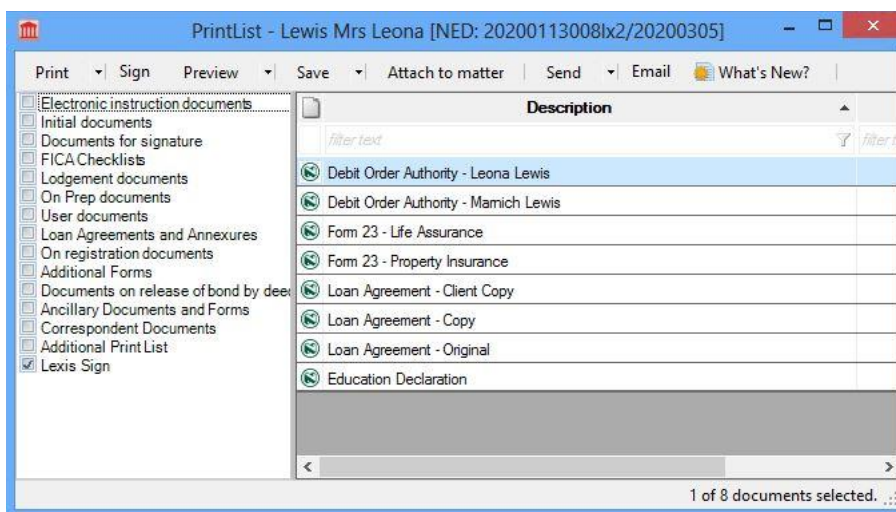 PrintList - Lewis Mrs Leona [NED: 20200113008lx2/20200305]
Print Sign Preview Save Attach to matter Send Email What's New?
Electronic instruction documents
Initial documents
Documents for signature
FICA Checklists
Lodgement documents
On Prep documents
User documents
Loan Agreements and Annexures
On registration documents
Additional Forms
Documents on release of bond by deed
Ancillary Documents and Forms
Correspondent Documents
Additional Print List
Lexis Sign
Description
filter text
Debit Order Authority - Leona Lewis
Debit Order Authority - Mamich Lewis
Form 23 - Life Assurance
Form 23 - Property Insurance
Loan Agreement - Client Copy
Loan Agreement - Copy
Loan Agreement - Original
Education Declaration
1 of 8 documents selected.